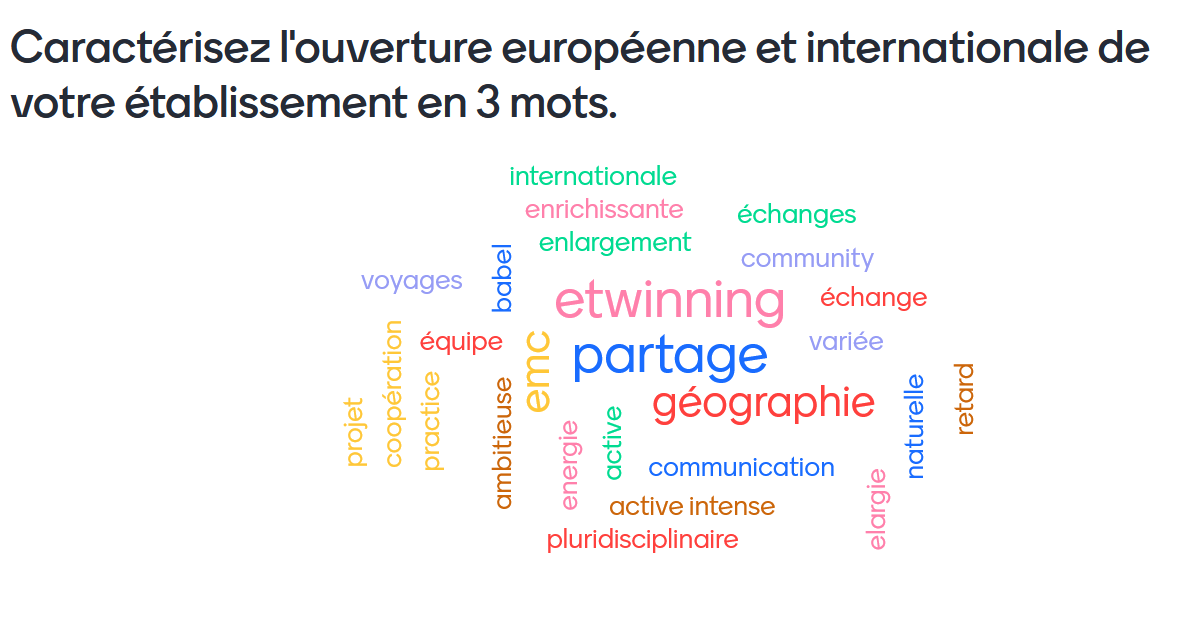 Caractérisez l'ouverture européenne et internationale de
votre établissement en 3 mots.
internationale
enrichissante
échanges
enlargement
community
babel
voyages
etwinning
échange
équipe
emc
partage
variée
coopération
practice
projet
ambitieuse
géographie
naturelle
retard
energie
active
communication
elargie
active intense
pluridisciplinaire